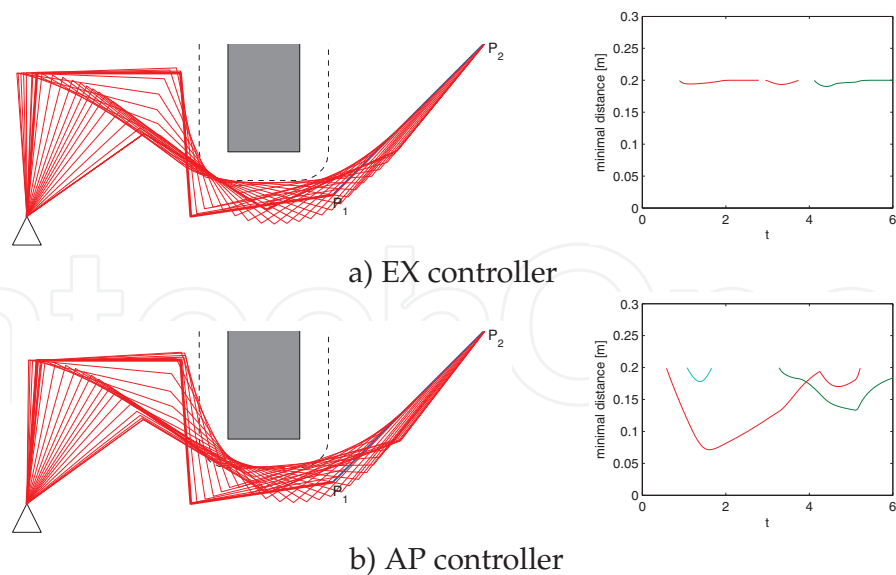 P2
P1
0.3
0.25
0.2
0.15
0.1
0.05
0
minimal distance [m]
0 2 4 6
t
a) EX controller
P2
P1
0.3
0.25
0.2
0.15
0.1
0.05
0
minimal distance [m]
0 2 4 6
t
b) AP controller